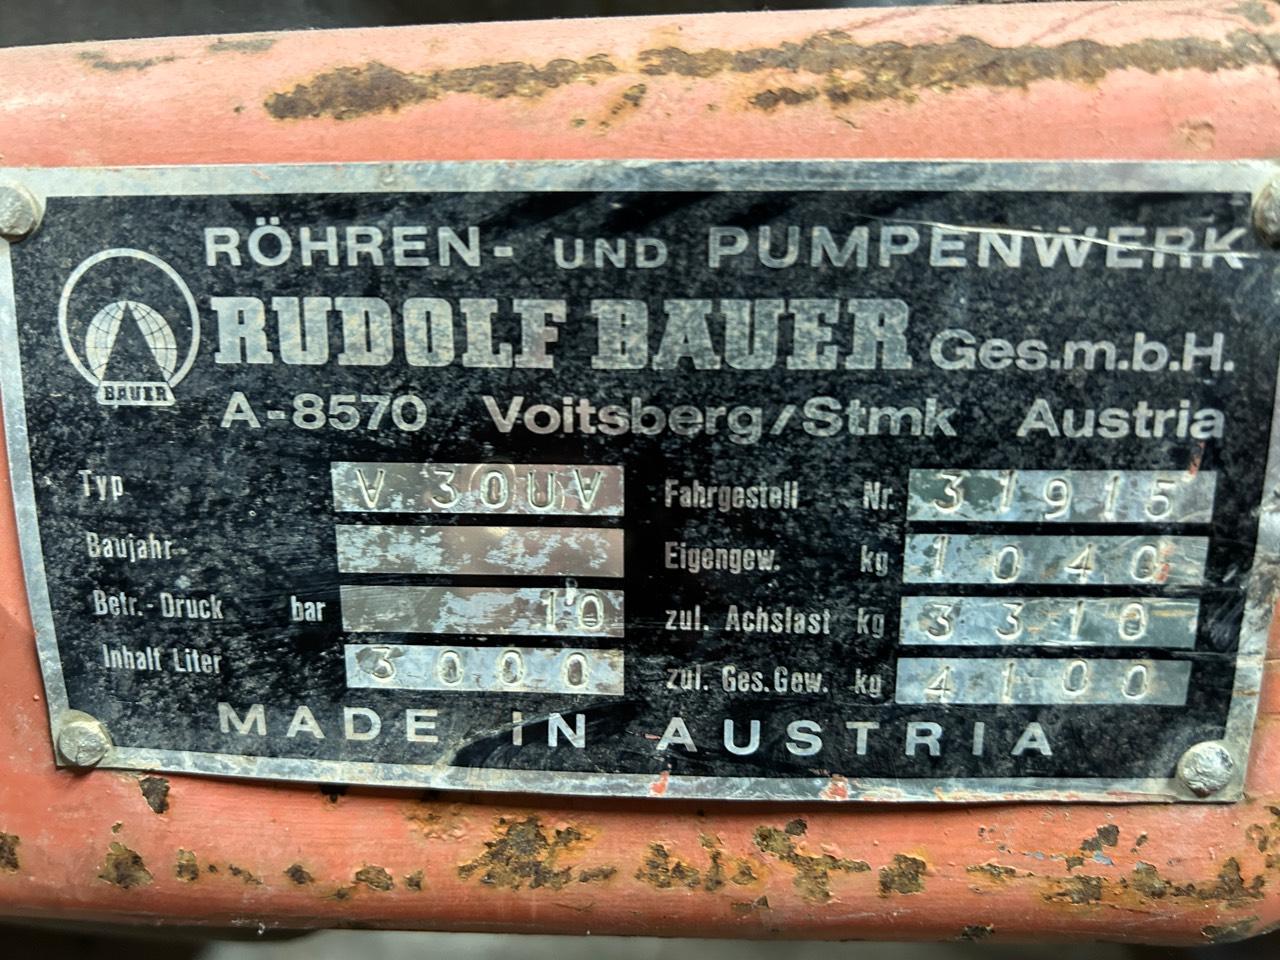 RÖHREN- UND PUMPENWERK
BAUER
RUDOLF BAUER Ges.m.b.H.
A-8570 Voitsberg/Stmk Austria
Typ V 30UV Fahrgestell Nr. 31915
Baujahr Eigengew. kg 1040
Betr.-Druck bar 10 zul. Achslast kg 3310
Inhalt Liter 3000 zul. Ges. Gew. kg 4100
MADE IN AUSTRIA